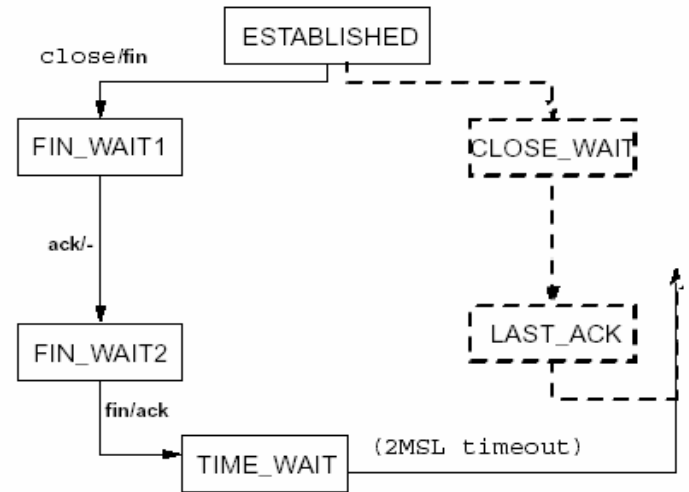 ESTABLISHED
close/fin
FIN_WAIT1
CLOSE_WAIT
ack/-
FIN_WAIT2
LAST_ACK
fin/ack
TIME_WAIT
(2MSL timeout)